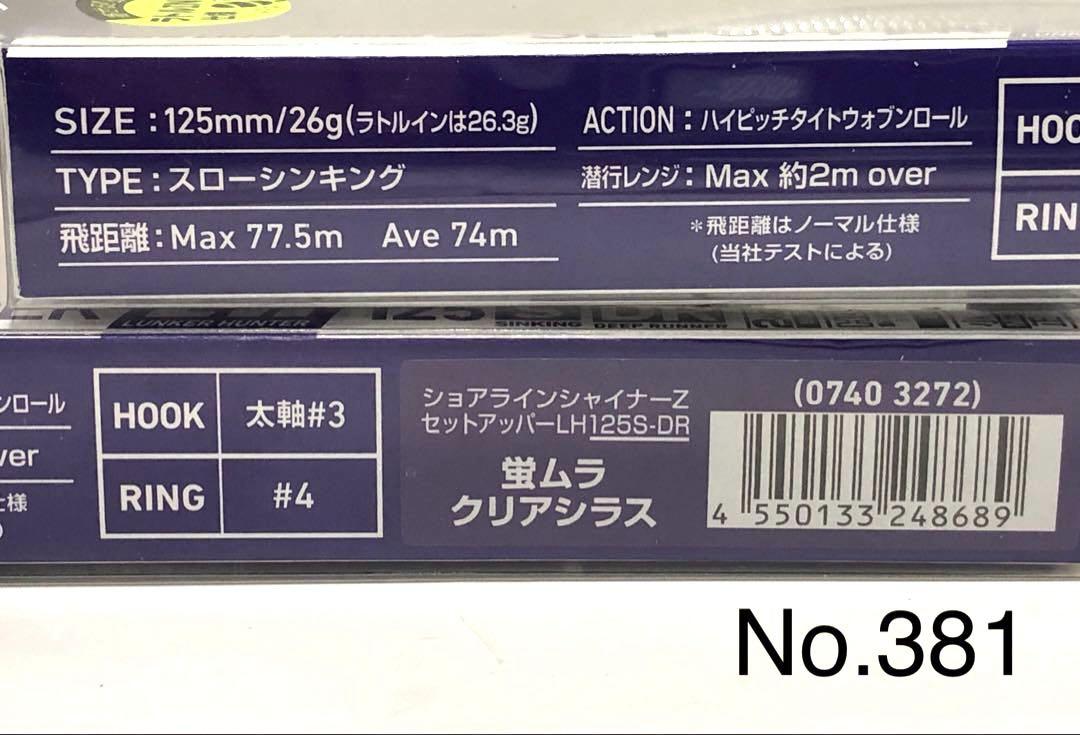 SIZE：125mm/26g(ラトルインは26.3g)
TYPE：スローシンキング
飛距離：Max 77.5m Ave 74m
ACTION：ハイピッチタイトウォブンロール
潜行レンジ：Max 約2m over
＊飛距離はノーマル仕様
(当社テストによる)
HOO
RIN
LUNKER HUNTER
125
SINKING DEEP RUNNER
ンロール
ver
仕様
HOOK 太軸#3
RING #4
ショアラインシャイナーZ
セットアッパーLH125S-DR
蛍ムラ
クリアシラス
(0740 3272)
4 550133 248689
No.381